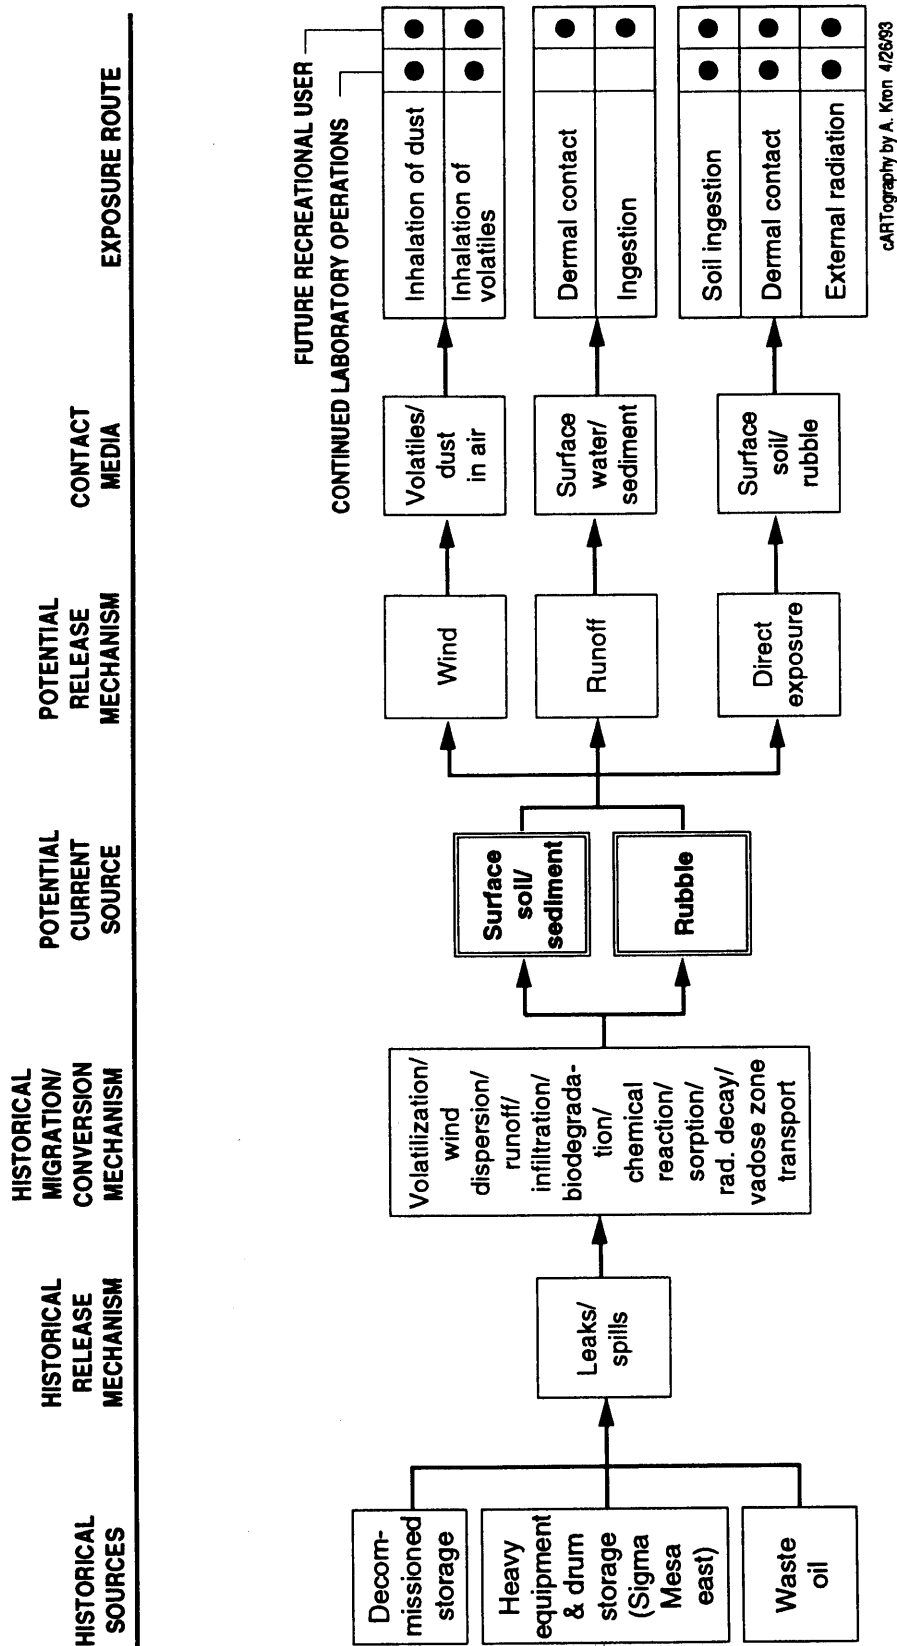 HISTORICAL
SOURCES
HISTORICAL
RELEASE
MECHANISM
HISTORICAL
MIGRATION/
CONVERSION
MECHANISM
POTENTIAL
CURRENT
SOURCE
POTENTIAL
RELEASE
MECHANISM
CONTACT
MEDIA
EXPOSURE ROUTE
FUTURE RECREATIONAL USER
CONTINUED LABORATORY OPERATIONS
Decom-
missioned
storage
Heavy
equipment
& drum
storage
(Sigma
Mesa
east)
Waste
oil
Leaks/
spills
Volatilization/
wind
dispersion/
runoff/
infiltration/
biodegrada-
tion/
chemical
reaction/
sorption/
rad. decay/
vadose zone
transport
Surface
soil/
sediment
Rubble
Wind
Runoff
Direct
exposure
Volatiles/
dust
in air
Surface
water/
sediment
Surface
soil/
rubble
Inhalation of dust
Inhalation of
volatiles
Dermal contact
Ingestion
Soil ingestion
Dermal contact
External radiation
cARTography by A. Kron 4/26/93